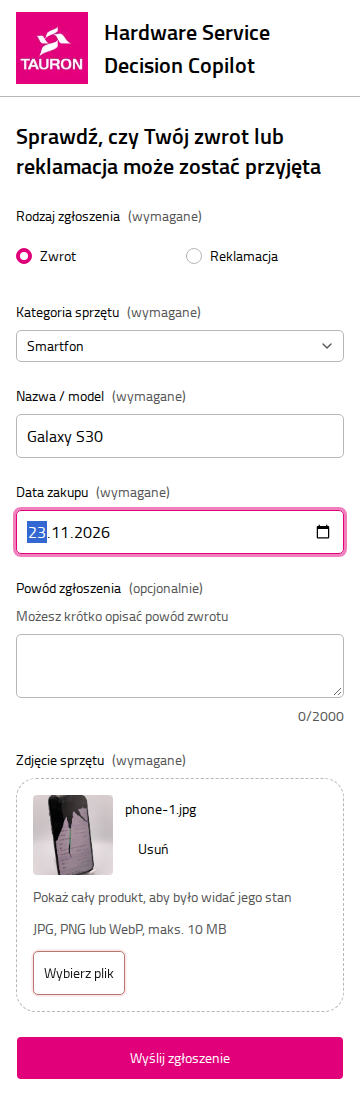 TAURON
Hardware Service
Decision Copilot
Sprawdź, czy Twój zwrot lub
reklamacja może zostać przyjęta
Rodzaj zgłoszenia (wymagane)
Zwrot
Reklamacja
Kategoria sprzętu (wymagane)
Smartfon
Nazwa / model (wymagane)
Galaxy S30
Data zakupu (wymagane)
23.11.2026
Powód zgłoszenia (opcjonalnie)
Możesz krótko opisać powód zwrotu
0/2000
Zdjęcie sprzętu (wymagane)
phone-1.jpg
Usuń
Pokaż cały produkt, aby było widać jego stan
JPG, PNG lub WebP, maks. 10 MB
Wybierz plik
Wyślij zgłoszenie